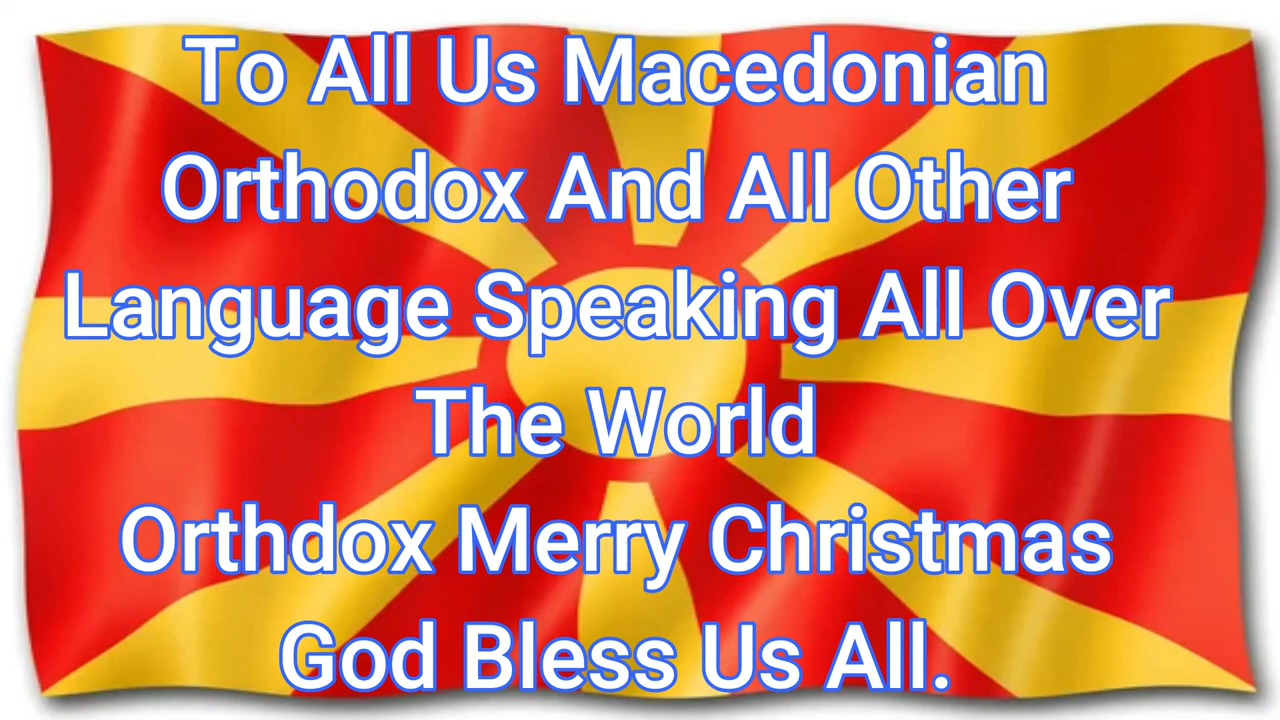 To All Us Macedonian
Orthodox And All Other
Language Speaking All Over
The World
Orthdox Merry Christmas
God Bless Us All.